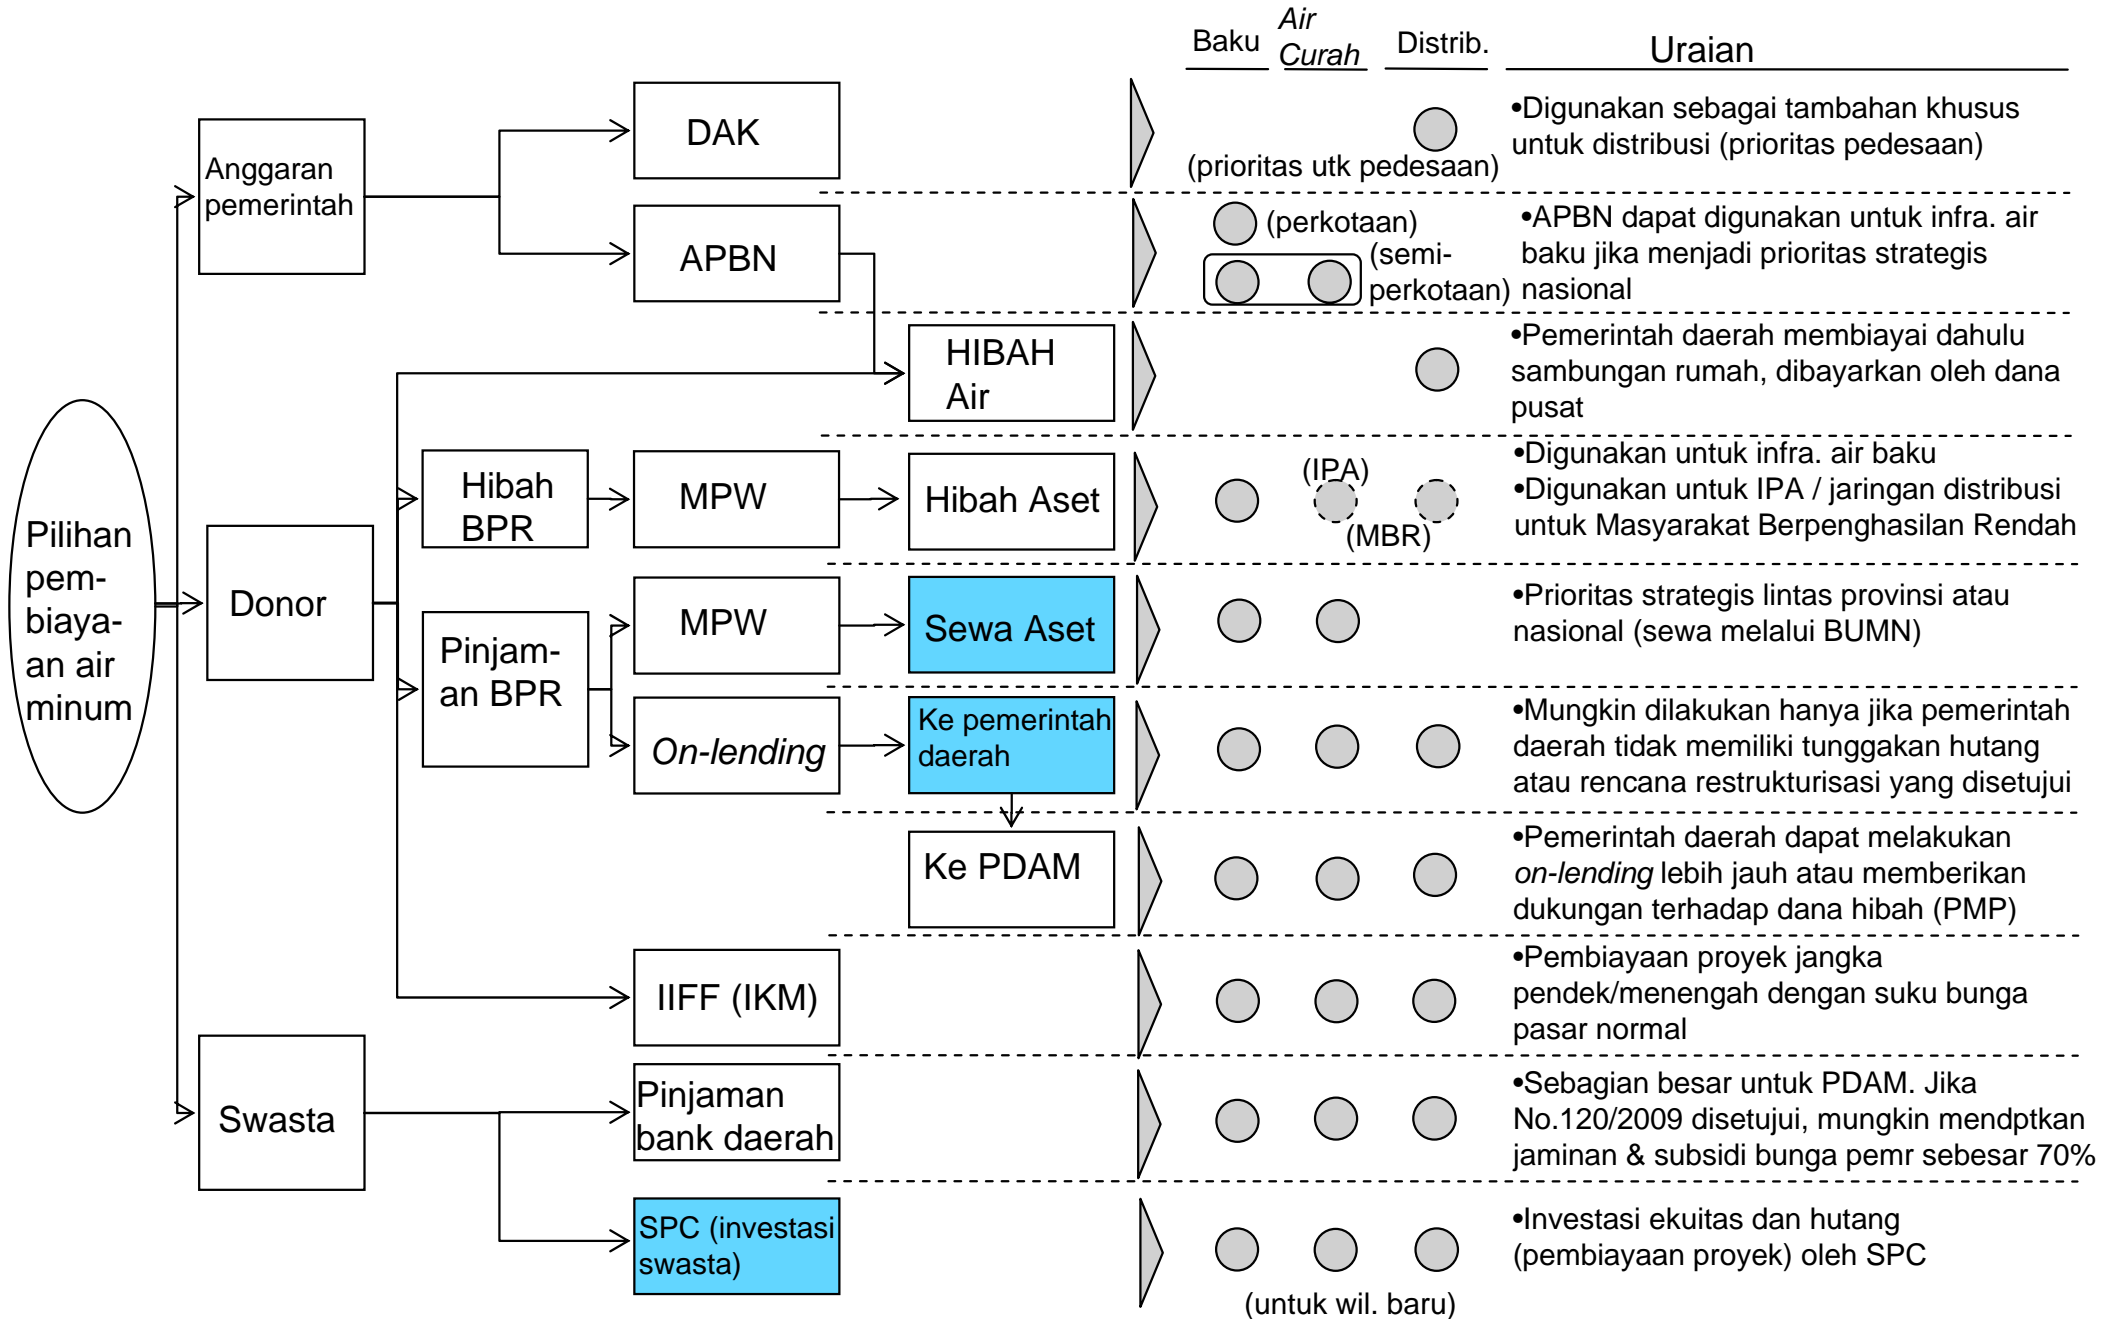 Baku
Air
Curah
Distrib.
Uraian
Pilihan
pem-
biaya-
an air
minum
Anggaran
pemerintah
DAK
(prioritas utk pedesaan)
•Digunakan sebagai tambahan khusus
untuk distribusi (prioritas pedesaan)
APBN
(perkotaan)
(semi-
perkotaan)
•APBN dapat digunakan untuk infra. air
baku jika menjadi prioritas strategis
nasional
HIBAH
Air
•Pemerintah daerah membiayai dahulu
sambungan rumah, dibayarkan oleh dana
pusat
Donor
Hibah
BPR
MPW
Hibah Aset
(IPA)
(MBR)
•Digunakan untuk infra. air baku
•Digunakan untuk IPA / jaringan distribusi
untuk Masyarakat Berpenghasilan Rendah
Pinjam-
an BPR
MPW
Sewa Aset
•Prioritas strategis lintas provinsi atau
nasional (sewa melalui BUMN)
On-lending
Ke pemerintah
daerah
•Mungkin dilakukan hanya jika pemerintah
daerah tidak memiliki tunggakan hutang
atau rencana restrukturisasi yang disetujui
Ke PDAM
•Pemerintah daerah dapat melakukan
on-lending lebih jauh atau memberikan
dukungan terhadap dana hibah (PMP)
IIFF (IKM)
•Pembiayaan proyek jangka
pendek/menengah dengan suku bunga
pasar normal
Swasta
Pinjaman
bank daerah
•Sebagian besar untuk PDAM. Jika
No.120/2009 disetujui, mungkin mendptkan
jaminan & subsidi bunga pemr sebesar 70%
SPC (investasi
swasta)
•Investasi ekuitas dan hutang
(pembiayaan proyek) oleh SPC
(untuk wil. baru)